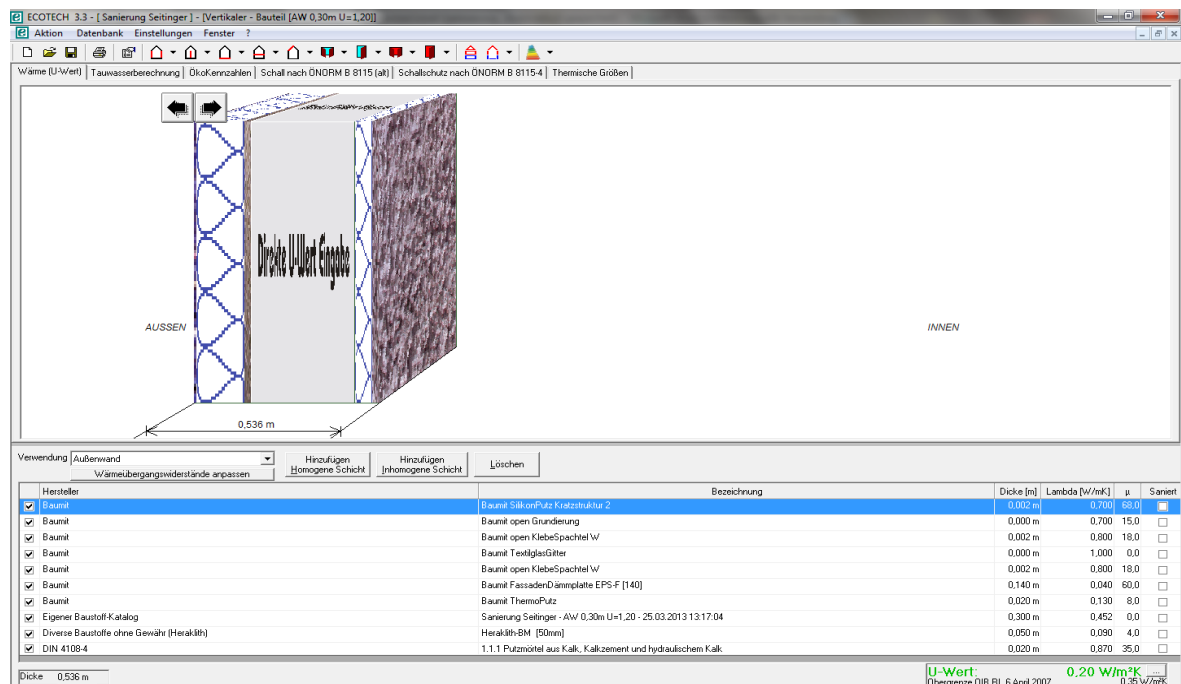 ECOTECH 3.3 - [ Sanierung Seitinger ] - [Vertikaler - Bauteil [AW 0,30m U=1,20]]
Aktion Datenbank Einstellungen Fenster ?
Wärme (U-Wert) Tauwasserberechnung ÖkoKennzahlen Schall nach ÖNORM B 8115 (alt) Schallschutz nach ÖNORM B 8115-4 Thermische Größen
Direkte U-Wert Eingabe
AUSSEN
INNEN
0,536 m
Verwendung Außenwand
Wärmeübergangswiderstände anpassen
Hinzufügen
Homogene Schicht
Hinzufügen
Inhomogene Schicht
Löschen
Hersteller Bezeichnung Dicke [m] Lambda [W/mK] µ Saniert
Baumit Baumit SilikonPutz Kratzstruktur 2 0,002 m 0,700 68,0
Baumit Baumit open Grundierung 0,000 m 0,700 15,0
Baumit Baumit open KlebeSpachtel W 0,002 m 0,800 18,0
Baumit Baumit TextilglasGitter 0,000 m 1,000 0,0
Baumit Baumit open KlebeSpachtel W 0,002 m 0,800 18,0
Baumit Baumit FassadenDämmplatte EPS-F [140] 0,140 m 0,040 60,0
Baumit Baumit ThermoPutz 0,020 m 0,130 8,0
Eigener Baustoff-Katalog Sanierung Seitinger - AW 0,30m U=1,20 - 25.03.2013 13:17:04 0,300 m 0,452 0,0
Diverse Baustoffe ohne Gewähr (Heraklith) Heraklith-BM [50mm] 0,050 m 0,090 4,0
DIN 4108-4 1.1.1 Putzmörtel aus Kalk, Kalkzement und hydraulischem Kalk 0,020 m 0,870 35,0
Dicke 0,536 m
U-Wert: 0,20 W/m²K ...
Obergrenze OIB RL 6 April 2007 0,35 W/m²K